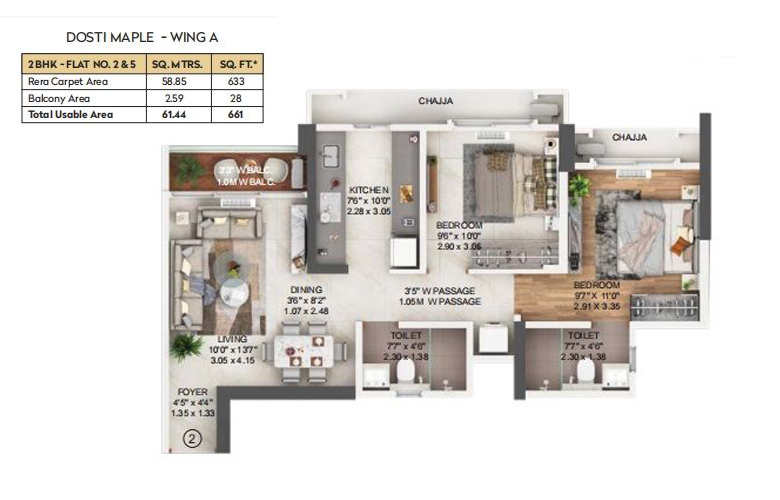 DOSTI MAPLE - WING A
2 BHK - FLAT NO. 2 & 5 SQ. MTRS. SQ. FT.*
Rera Carpet Area 58.85 633
Balcony Area 2.59 28
Total Usable Area 61.44 661
CHAJJA
CHAJJA
3'3" W BALC.
1.0 M W BALC.
KITCHEN
7'6" x 10'0"
2.28 x 3.05
BEDROOM
9'6" x 10'0"
2.90 x 3.05
BEDROOM
9'7" X 11'0"
2.91 X 3.35
DINING
3'6" x 8'2"
1.07 x 2.48
3'5" W PASSAGE
1.05M W PASSAGE
LIVING
10'0" x 13'7"
3.05 x 4.15
TOILET
7'7" x 4'6"
2.30 x 1.38
TOILET
7'7" x 4'6"
2.30 x 1.38
FOYER
4'5" x 4'4"
1.35 x 1.33
2